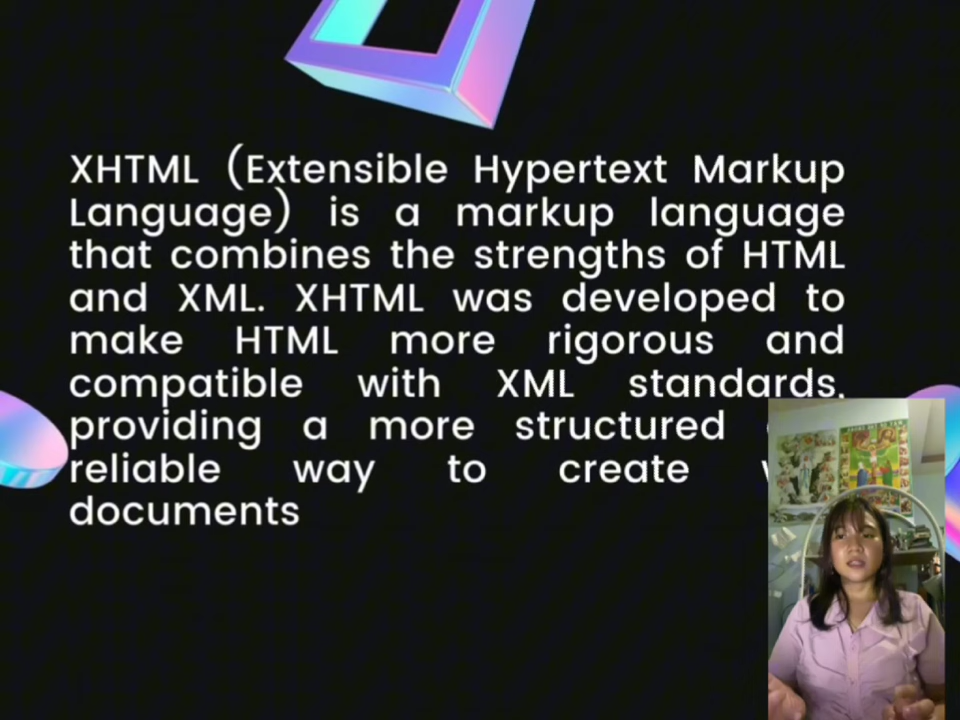 XHTML (Extensible Hypertext Markup
Language) is a markup language
that combines the strengths of HTML
and XML. XHTML was developed to
make HTML more rigorous and
compatible with XML standards,
providing a more structured
reliable way to create
documents